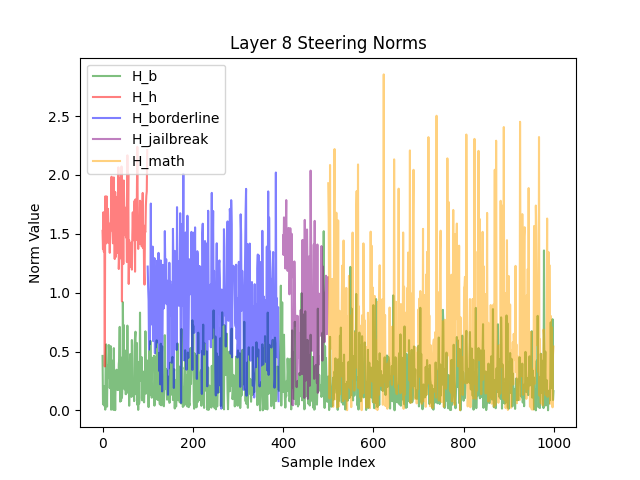 Layer 8 Steering Norms
H_b
H_h
H_borderline
H_jailbreak
H_math
Norm Value
2.5
2.0
1.5
1.0
0.5
0.0
0 200 400 600 800 1000
Sample Index